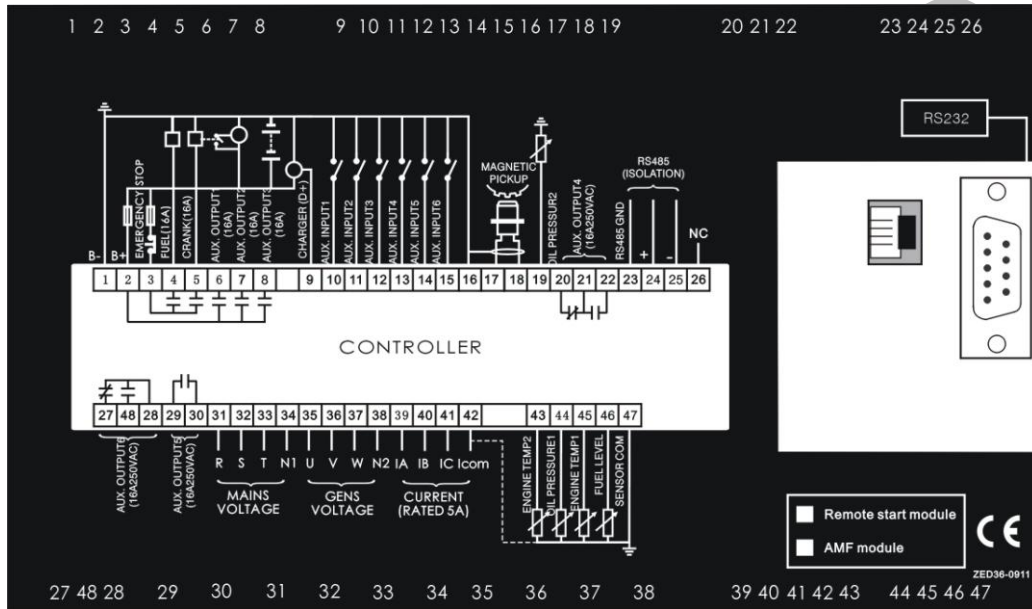 1 2 3 4 5 6 7 8 9 10 11 12 13 14 15 16 17 18 19 20 21 22 23 24 25 26
RS232
B-
B+
EMERGENCY STOP
FUEL(16A)
CRANK(16A)
AUX. OUTPUT1
(16A)
AUX. OUTPUT2
(16A)
AUX. OUTPUT3
(16A)
CHARGER (D+)
AUX. INPUT1
AUX. INPUT2
AUX. INPUT3
AUX. INPUT4
AUX. INPUT5
AUX. INPUT6
MAGNETIC
PICKUP
OIL PRESSURE2
AUX. OUTPUT4
(16A250VAC)
RS485
(ISOLATION)
RS485 GND
+
-
NC
1 2 3 4 5 6 7 8 9 10 11 12 13 14 15 16 17 18 19 20 21 22 23 24 25 26
CONTROLLER
27 48 28 29 30 31 32 33 34 35 36 37 38 39 40 41 42 43 44 45 46 47
AUX. OUTPUT6
(16A250VAC)
AUX. OUTPUT5
(16A250VAC)
R S T N1 U V W N2 IA IB IC Icom
MAINS
VOLTAGE
GENS
VOLTAGE
CURRENT
(RATED 5A)
ENGINE TEMP2
OIL PRESSURE1
ENGINE TEMP1
FUEL LEVEL
SENSOR COM
Remote start module
AMF module
CE
ZED36-0911
27 48 28 29 30 31 32 33 34 35 36 37 38 39 40 41 42 43 44 45 46 47